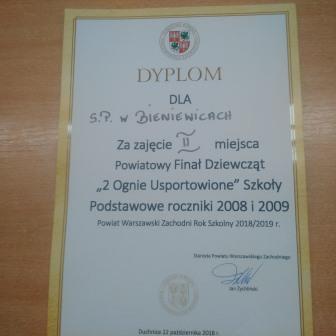 DYPLOM
DLA
S.P. W BIENIEWICACH
Za zajęcie II miejsca
Powiatowy Finał Dziewcząt
„2 Ognie Usportowione” Szkoły
Podstawowe roczniki 2008 i 2009
Powiat Warszawski Zachodni Rok Szkolny 2018/2019 r.
Starosta Powiatu Warszawskiego Zachodniego
Jan Żychliński
Duchnice 22 października 2018 r.